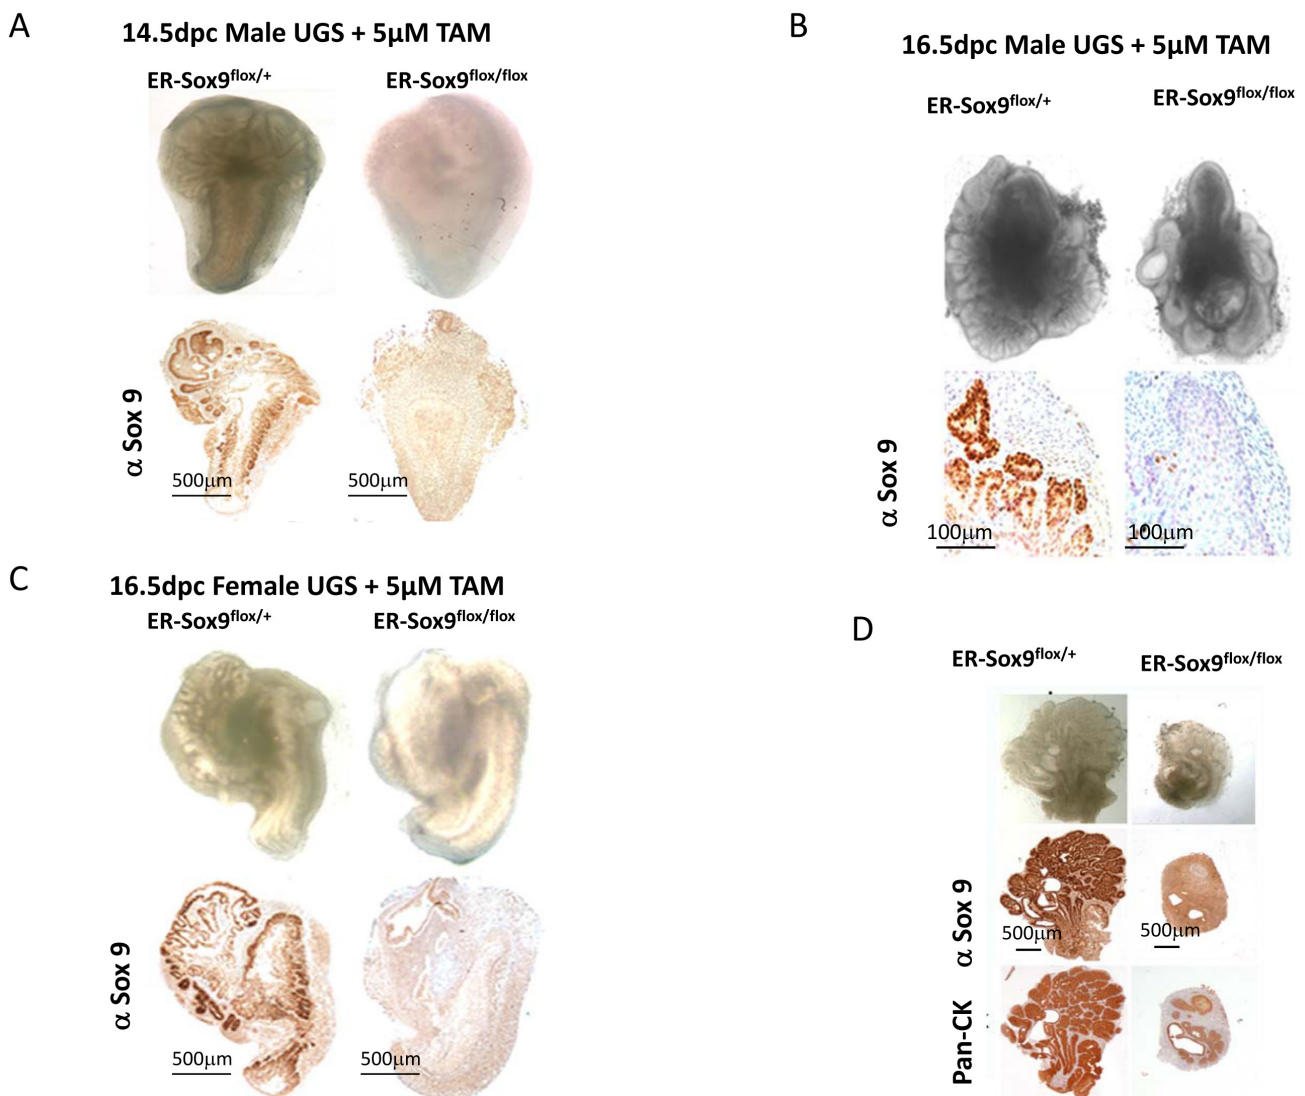 A
14.5dpc Male UGS + 5μM TAM
ER-Sox9flox/+
ER-Sox9flox/flox
α Sox 9
500μm
500μm
B
16.5dpc Male UGS + 5μM TAM
ER-Sox9flox/+
ER-Sox9flox/flox
α Sox 9
100μm
100μm
C
16.5dpc Female UGS + 5μM TAM
ER-Sox9flox/+
ER-Sox9flox/flox
α Sox 9
500μm
500μm
D
ER-Sox9flox/+
ER-Sox9flox/flox
α Sox 9
500μm
500μm
Pan-CK